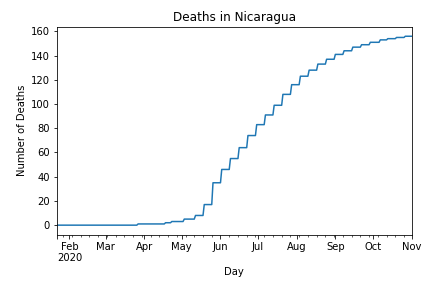 Deaths in Nicaragua
160
140
120
100
80
60
40
20
0
Number of Deaths
Feb Mar Apr May Jun Jul Aug Sep Oct Nov
2020
Day